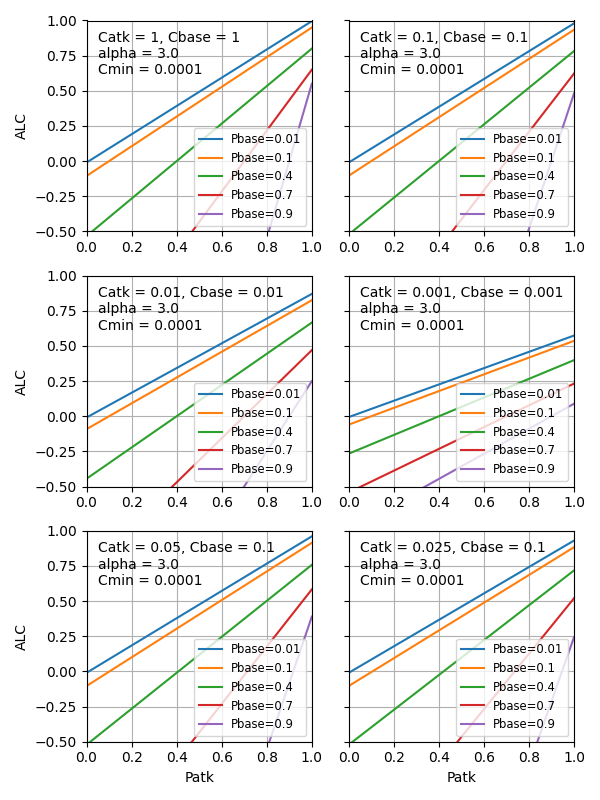 Catk = 1, Cbase = 1
alpha = 3.0
Cmin = 0.0001
ALC
1.00
0.75
0.50
0.25
0.00
−0.25
−0.50
Pbase=0.01
Pbase=0.1
Pbase=0.4
Pbase=0.7
Pbase=0.9
0.0 0.2 0.4 0.6 0.8 1.0
Catk = 0.1, Cbase = 0.1
alpha = 3.0
Cmin = 0.0001
Pbase=0.01
Pbase=0.1
Pbase=0.4
Pbase=0.7
Pbase=0.9
0.0 0.2 0.4 0.6 0.8 1.0
Catk = 0.01, Cbase = 0.01
alpha = 3.0
Cmin = 0.0001
ALC
1.00
0.75
0.50
0.25
0.00
−0.25
−0.50
Pbase=0.01
Pbase=0.1
Pbase=0.4
Pbase=0.7
Pbase=0.9
0.0 0.2 0.4 0.6 0.8 1.0
Catk = 0.001, Cbase = 0.001
alpha = 3.0
Cmin = 0.0001
Pbase=0.01
Pbase=0.1
Pbase=0.4
Pbase=0.7
Pbase=0.9
0.0 0.2 0.4 0.6 0.8 1.0
Catk = 0.05, Cbase = 0.1
alpha = 3.0
Cmin = 0.0001
ALC
1.00
0.75
0.50
0.25
0.00
−0.25
−0.50
Pbase=0.01
Pbase=0.1
Pbase=0.4
Pbase=0.7
Pbase=0.9
0.0 0.2 0.4 0.6 0.8 1.0
Patk
Catk = 0.025, Cbase = 0.1
alpha = 3.0
Cmin = 0.0001
Pbase=0.01
Pbase=0.1
Pbase=0.4
Pbase=0.7
Pbase=0.9
0.0 0.2 0.4 0.6 0.8 1.0
Patk